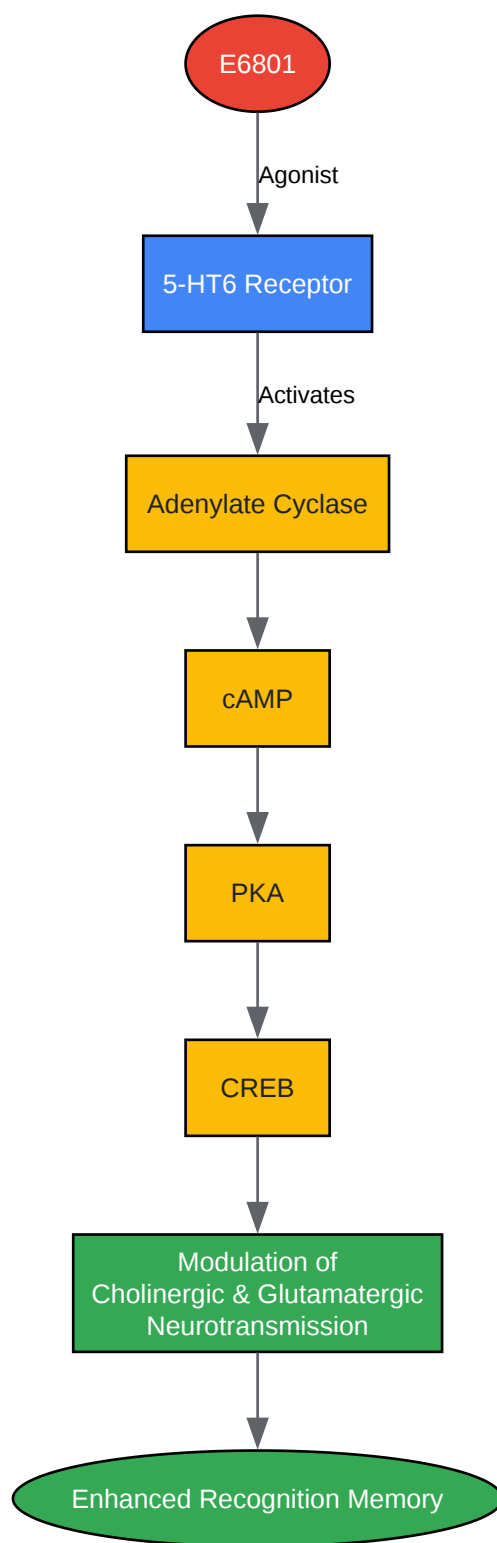 E6801
Agonist
5-HT6 Receptor
Activates
Adenylate Cyclase
cAMP
PKA
CREB
Modulation of
Cholinergic & Glutamatergic
Neurotransmission
Enhanced Recognition Memory